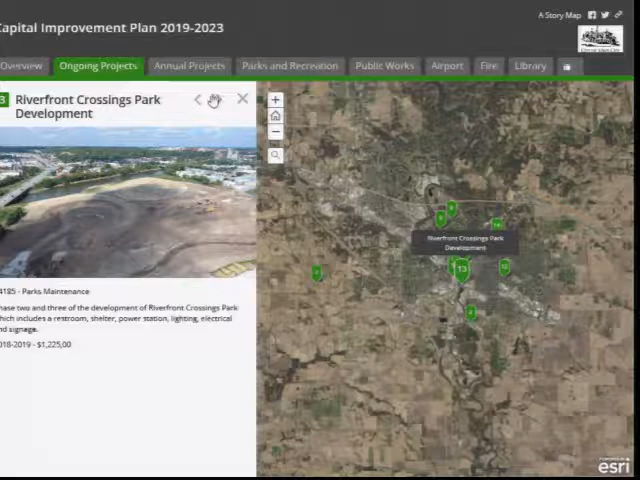 Capital Improvement Plan 2019-2023
A Story Map
Overview
Ongoing Projects
Annual Projects
Parks and Recreation
Public Works
Airport
Fire
Library
3
Riverfront Crossings Park
Development
4185 - Parks Maintenance
hase two and three of the development of Riverfront Crossings Park
which includes a restroom, shelter, power station, lighting, electrical
nd signage.
018-2019 - $1,225,00
Riverfront Crossings Park
Development
13
esri